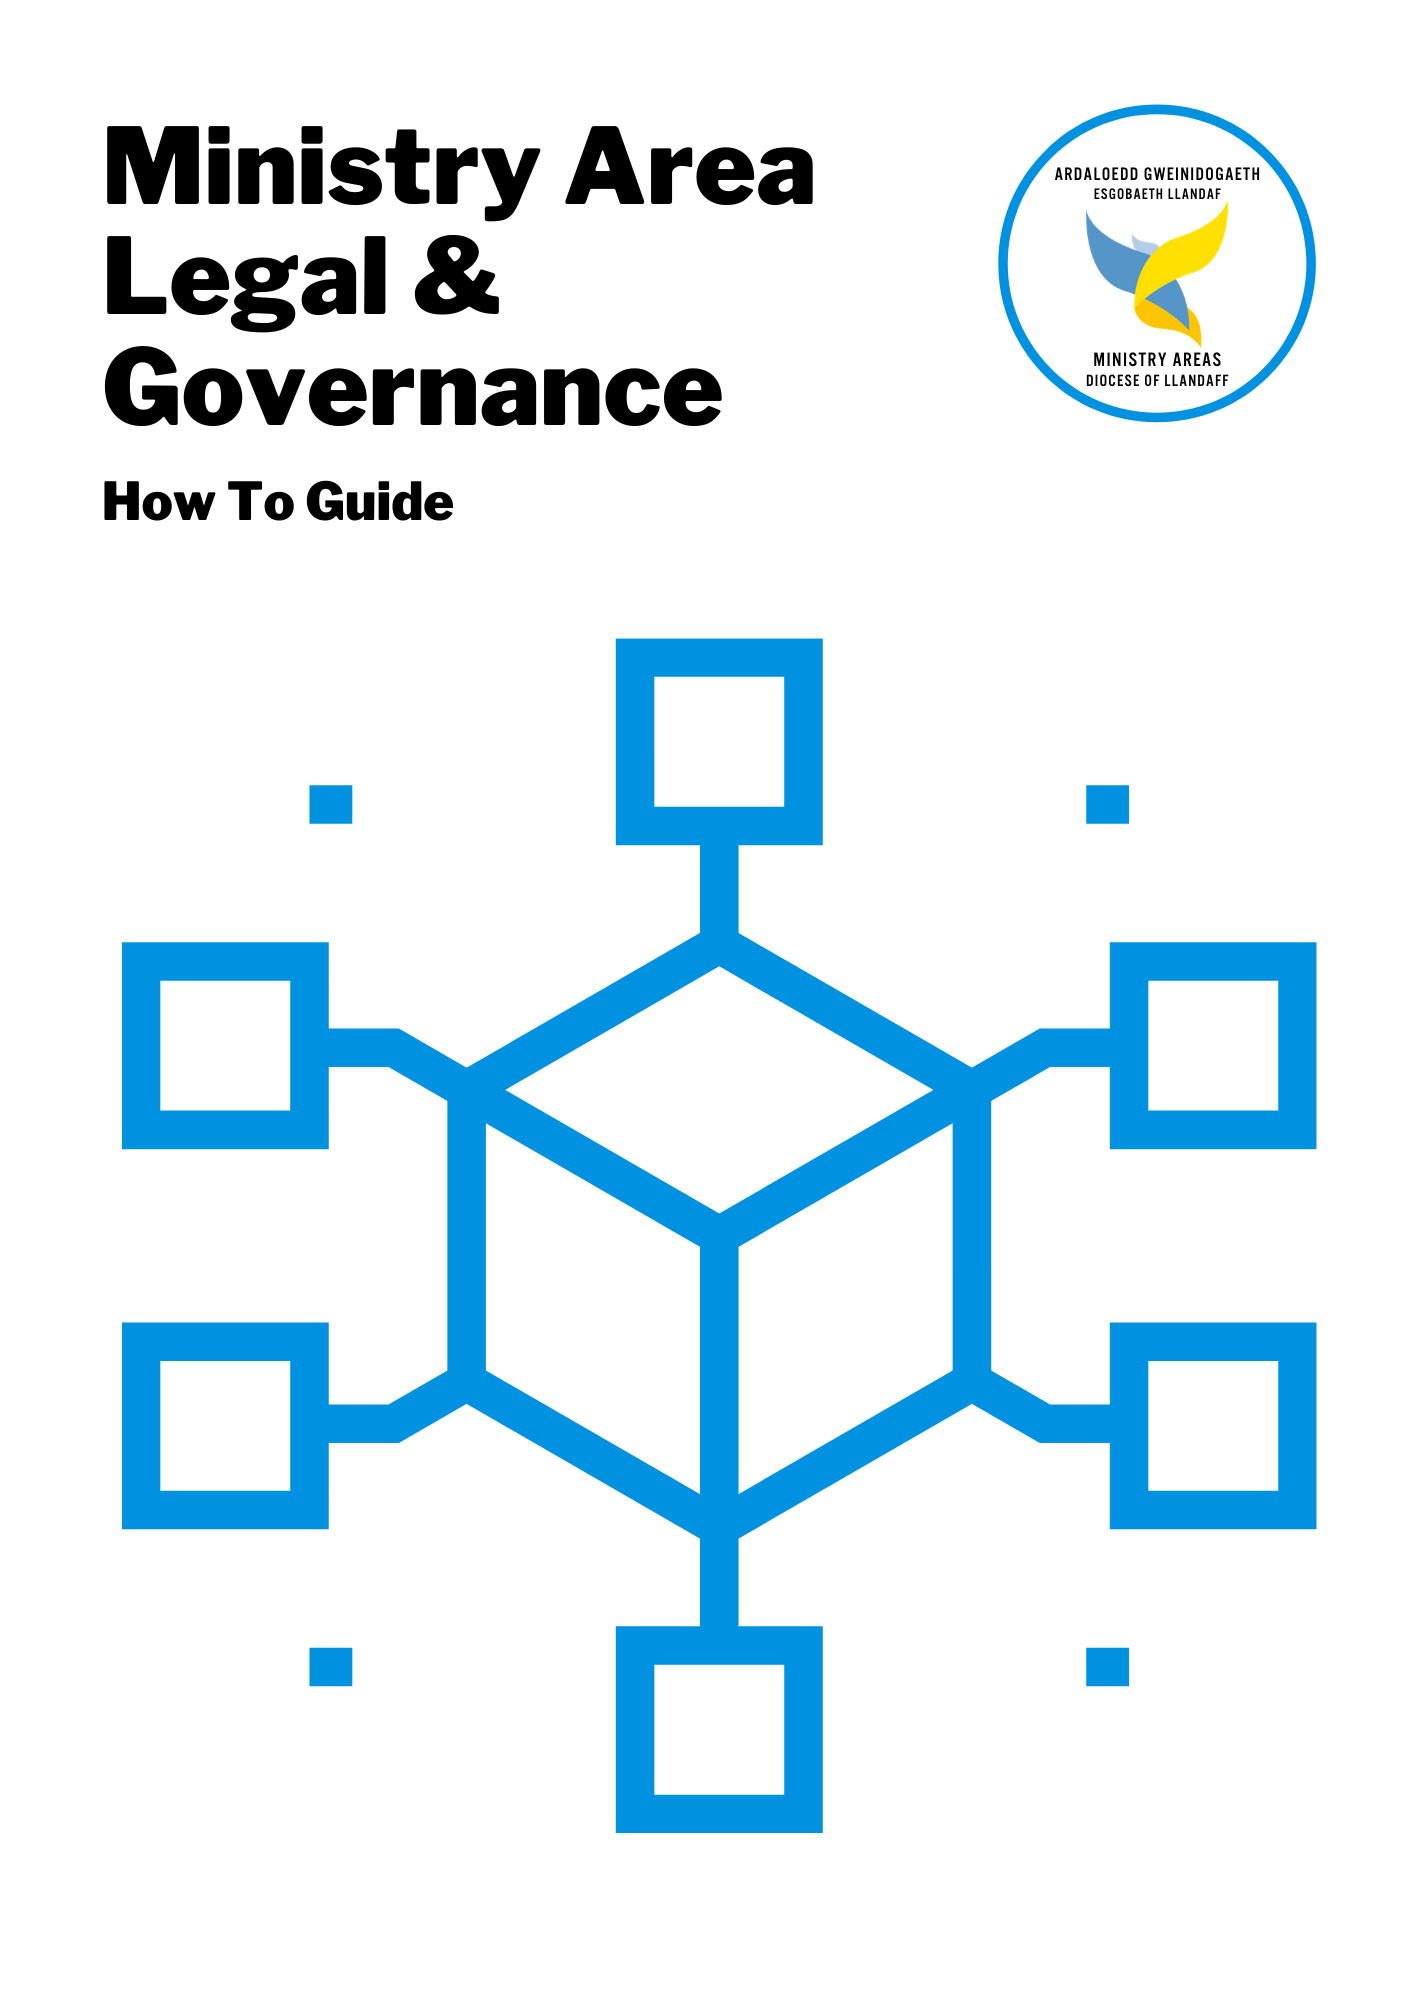 Ministry Area
Legal &
Governance
How To Guide
ARDALOEDD GWEINIDOGAETH
ESGOBAETH LLANDAF
MINISTRY AREAS
DIOCESE OF LLANDAFF